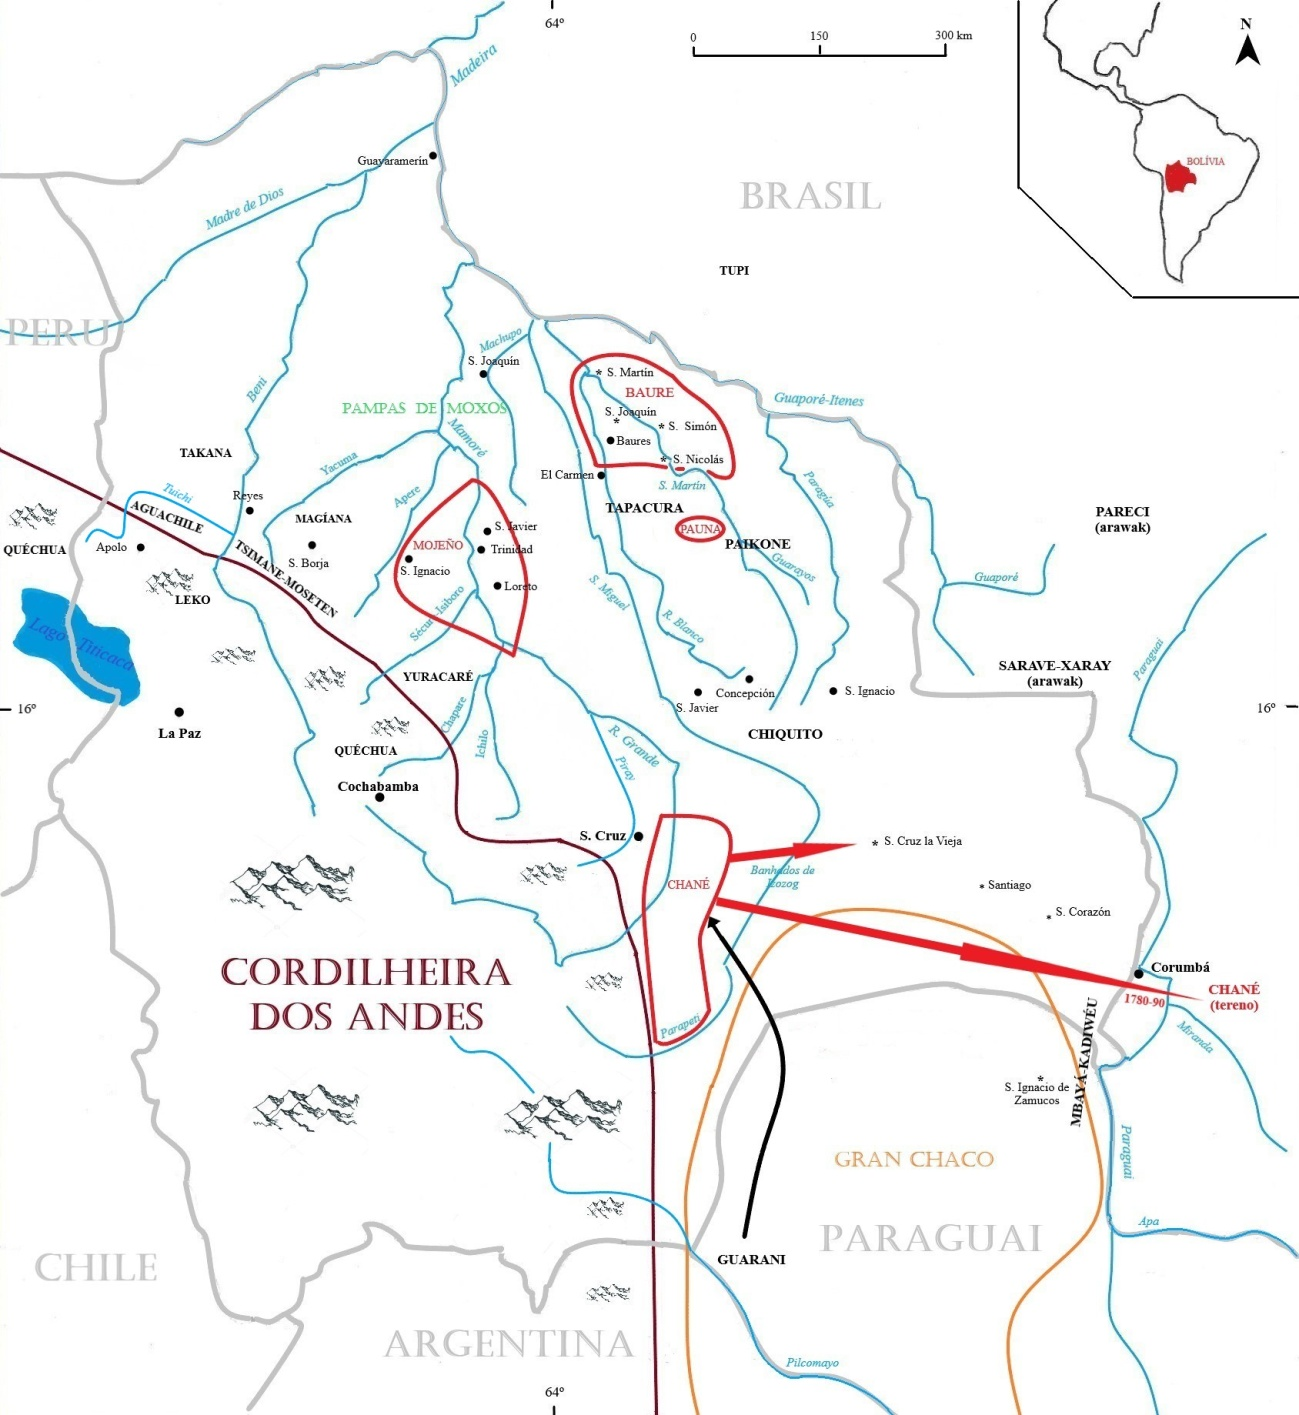 64º
0
150
300 km
N
Madeira
BOLÍVIA
Guayaramerín
BRASIL
Madre de Dios
TUPI
PERU
Machupo
S. Joaquín
S. Martín
BAURE
Guaporé-Itenes
Beni
PAMPAS DE MOXOS
S. Joaquín
S. Simón
Mamoré
Baures
TAKANA
Yacuma
S. Nicolás
El Carmen
S. Martín
Paragúa
Tuichi
Reyes
Apere
TAPACURA
PARECI
(arawak)
AGUACHILE
MAGÍANA
S. Javier
PAUNA
QUÉCHUA
Apolo
TSIMANE-MOSETEN
MOJEÑO
Trinidad
PAIKONE
S. Borja
S. Ignacio
Guarayos
Guaporé
LEKO
Loreto
S. Miguel
Sécure-Isiboro
R. Blanco
Lago Titicaca
Paraguai
YURACARÉ
SARAVE-XARAY
(arawak)
Concepción
S. Ignacio
S. Javier
16º
16º
La Paz
Chapare
R. Grande
CHIQUITO
QUÉCHUA
Ichilo
Piray
Cochabamba
S. Cruz
S. Cruz la Vieja
CHANÉ
Banhados de
Izozog
Santiago
S. Corazón
CORDILHEIRA
DOS ANDES
Corumbá
CHANÉ
(tereno)
1780-90
Parapeti
Miranda
MBAYÁ-KADIWÉU
S. Ignacio de
Zamucos
GRAN CHACO
Paraguai
Apa
PARAGUAI
GUARANI
CHILE
ARGENTINA
Pilcomayo
64º